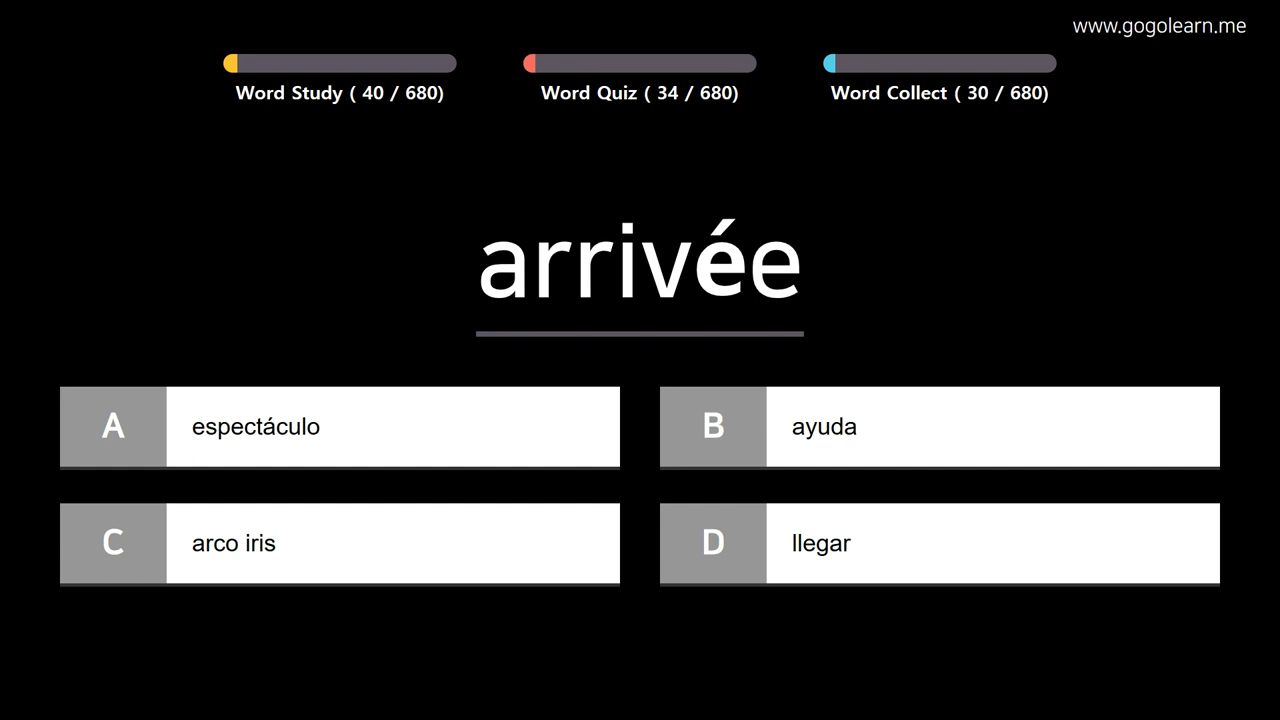 www.gogolearn.me
Word Study ( 40 / 680)
Word Quiz ( 34 / 680)
Word Collect ( 30 / 680)
arrivée
A espectáculo
B ayuda
C arco iris
D llegar